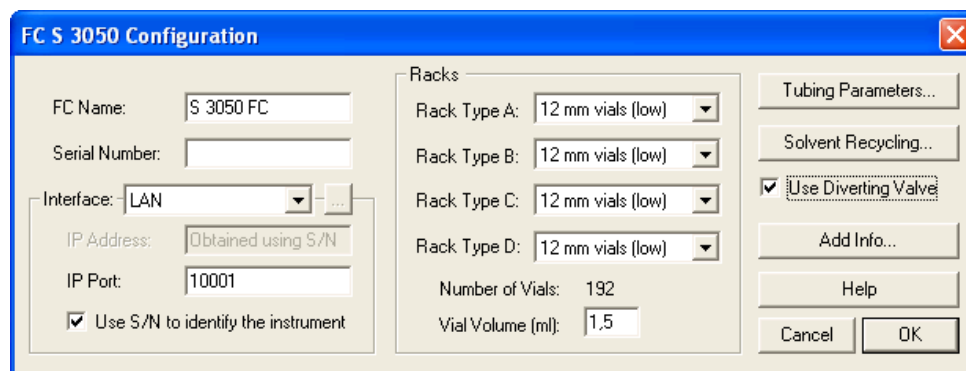 FC S 3050 Configuration
FC Name: S 3050 FC
Serial Number:
Interface: LAN ...
IP Address: Obtained using S/N
IP Port: 10001
Use S/N to identify the instrument
Racks
Rack Type A: 12 mm vials (low)
Rack Type B: 12 mm vials (low)
Rack Type C: 12 mm vials (low)
Rack Type D: 12 mm vials (low)
Number of Vials: 192
Vial Volume (ml): 1,5
Tubing Parameters...
Solvent Recycling...
Use Diverting Valve
Add Info...
Help
Cancel OK